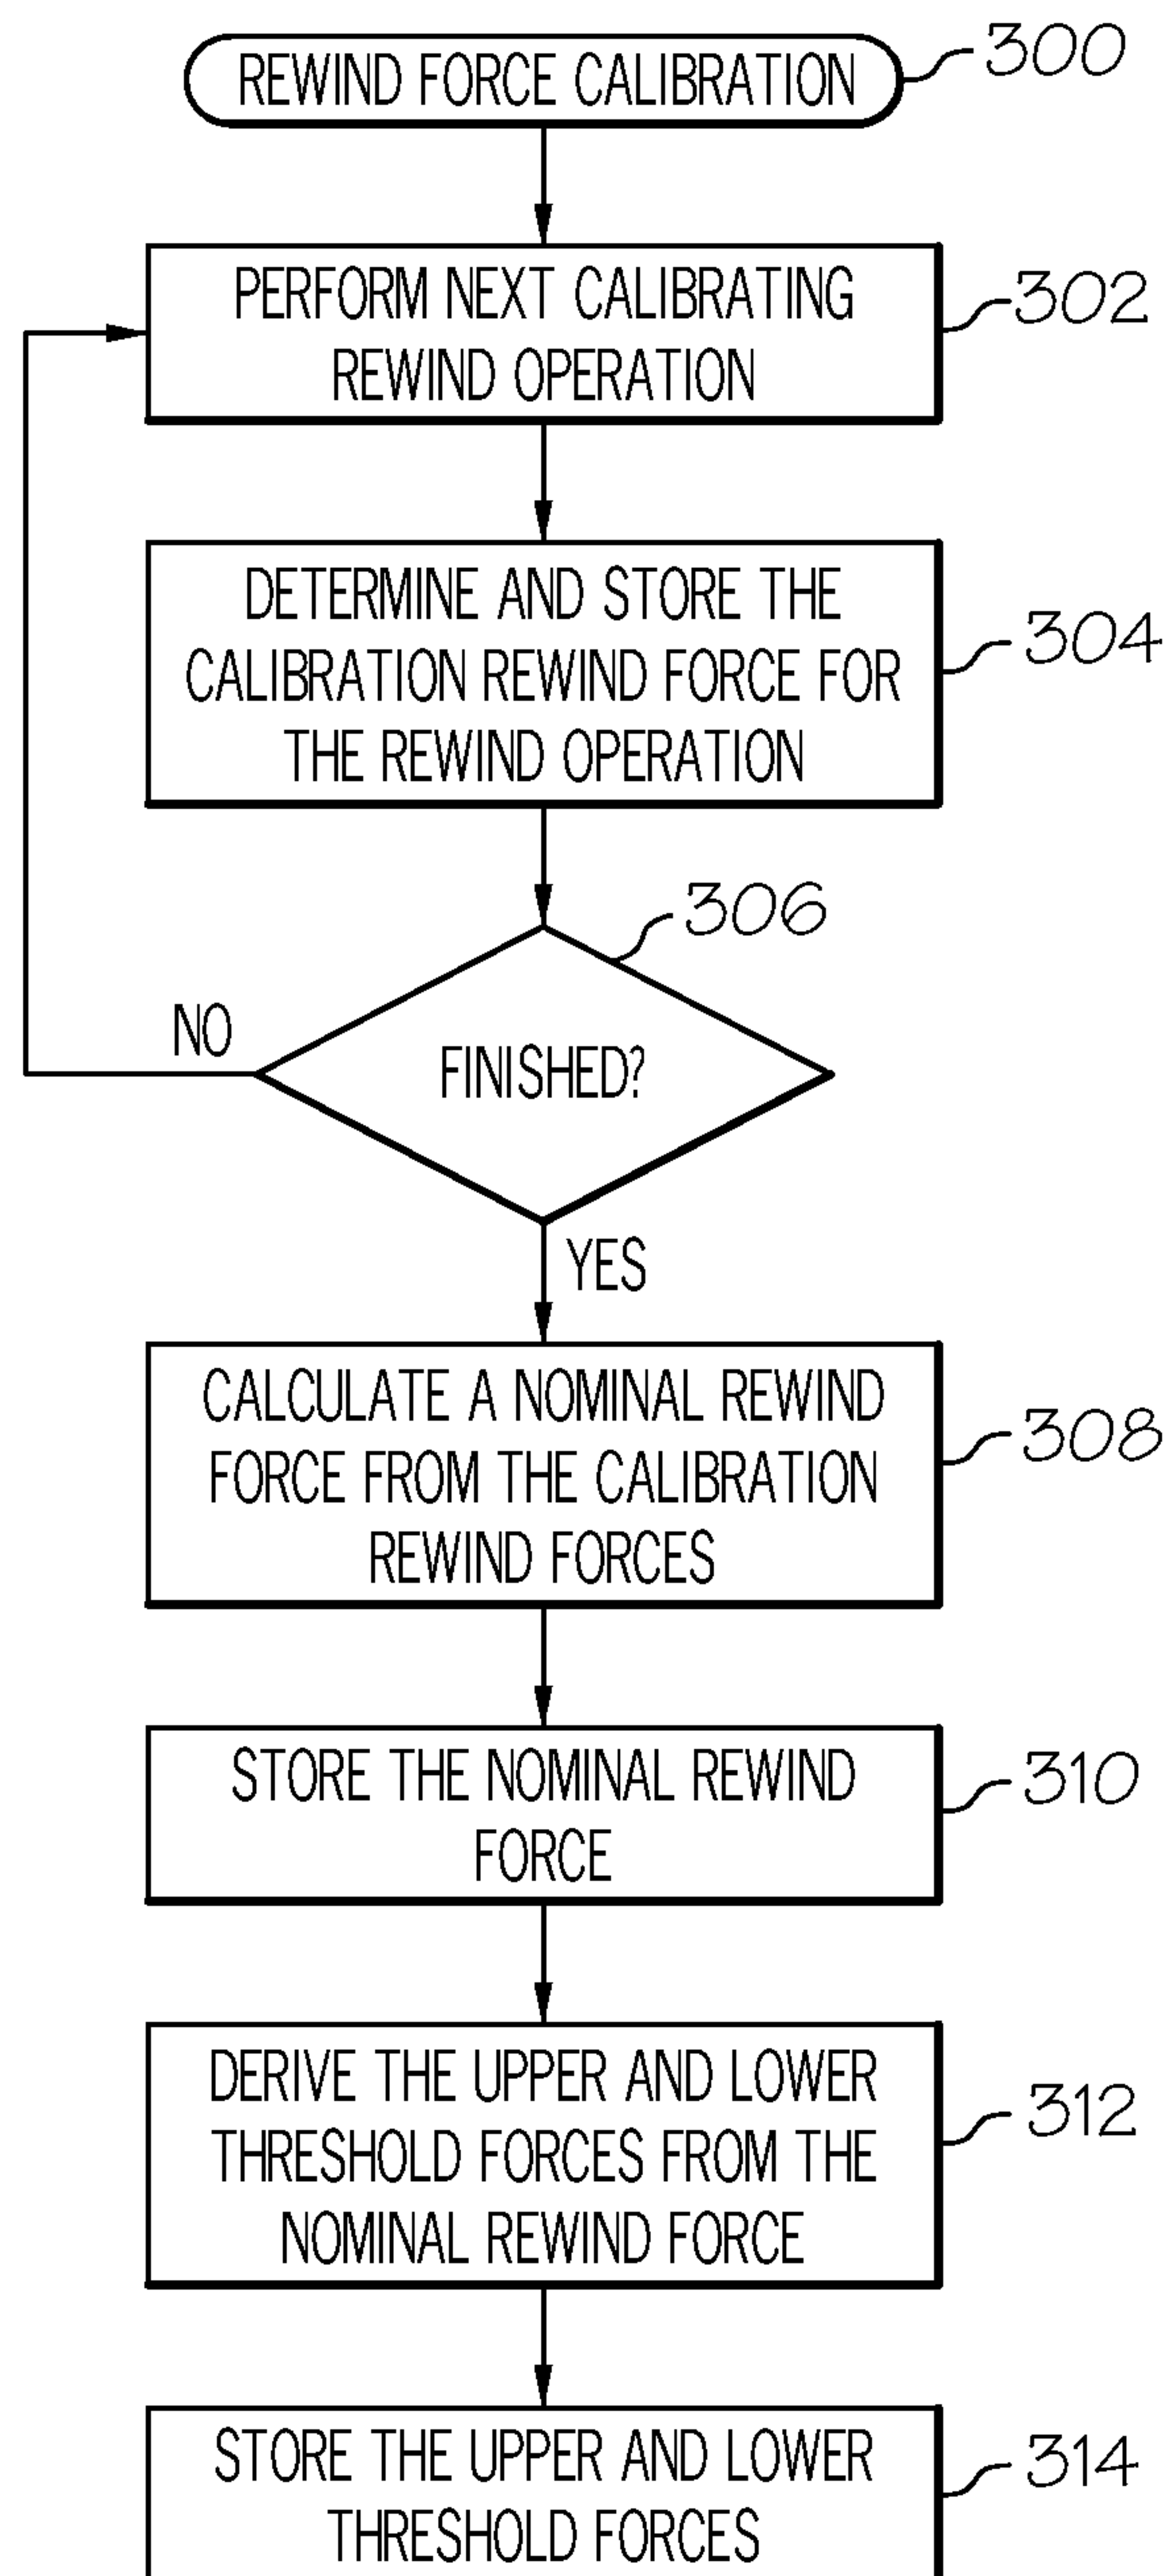 REWIND FORCE CALIBRATION
300
PERFORM NEXT CALIBRATING
REWIND OPERATION
302
DETERMINE AND STORE THE
CALIBRATION REWIND FORCE FOR
THE REWIND OPERATION
304
306
NO
FINISHED?
YES
CALCULATE A NOMINAL REWIND
FORCE FROM THE CALIBRATION
REWIND FORCES
308
STORE THE NOMINAL REWIND
FORCE
310
DERIVE THE UPPER AND LOWER
THRESHOLD FORCES FROM THE
NOMINAL REWIND FORCE
312
STORE THE UPPER AND LOWER
THRESHOLD FORCES
314